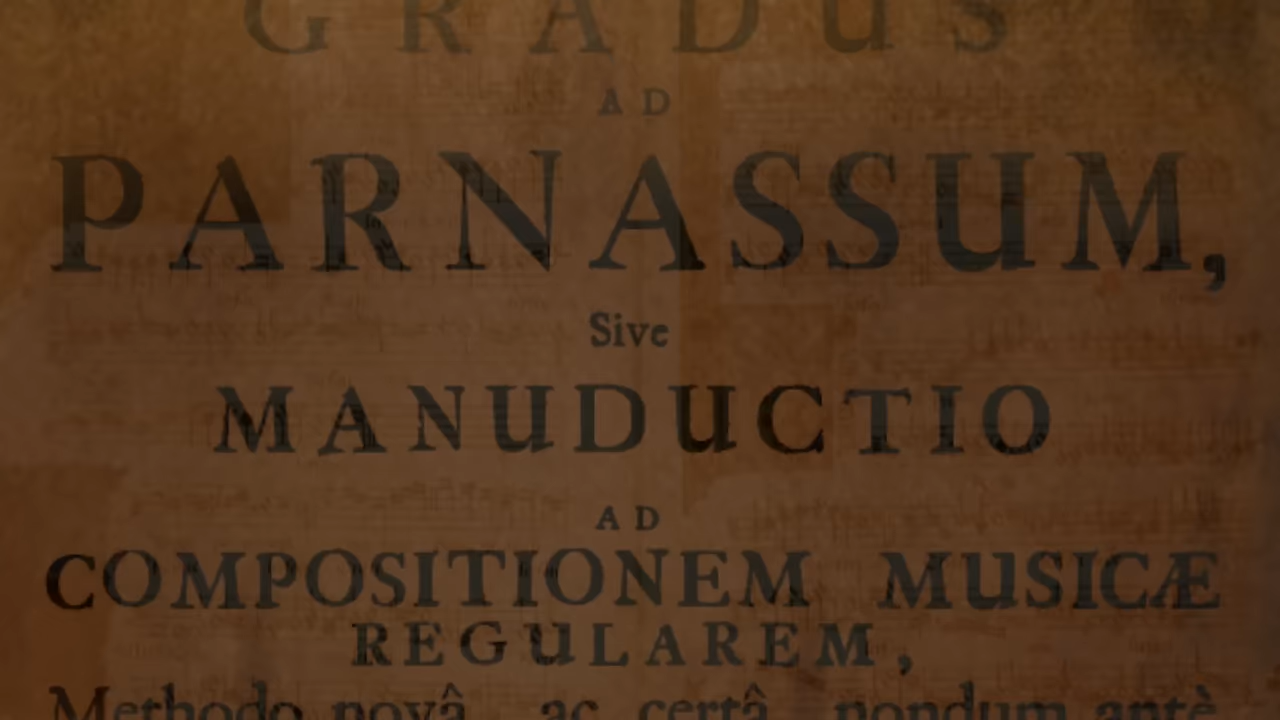 GRADUS
AD
PARNASSUM,
Sive
MANUDUCTIO
AD
COMPOSITIONEM MUSICÆ
REGULAREM,
Methodo novâ, ac certâ, nondum antè